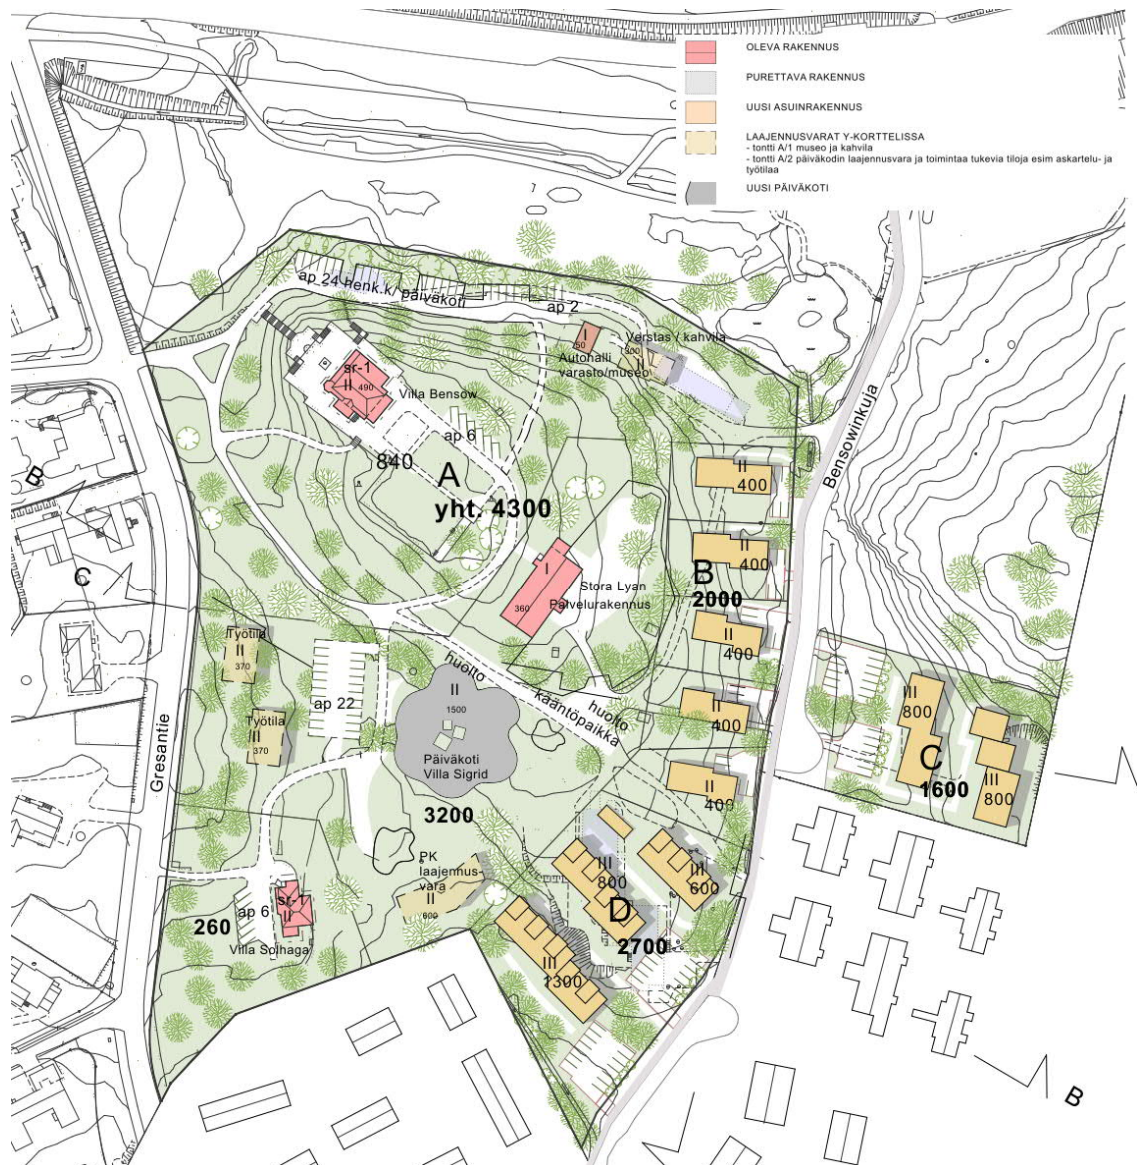 OLEVA RAKENNUS
PURETTAVA RAKENNUS
UUSI ASUINRAKENNUS
LAAJENNUSVARAT Y-KORTTELISSA
- tontti A/1 museo ja kahvila
- tontti A/2 päiväkodin laajennusvara ja toimintaa tukevia tiloja esim askartelu- ja
työtilaa
UUSI PÄIVÄKOTI
ap 24 henk.k/ päiväkoti
ap 2
I
50
Autohalli
varasto/museo
Verstas / kahvila
300
II
sr-1
II
490
Villa Bensow
ap 6
840
A
yht. 4300
Bensowinkuja
B
C
II
400
II
400
B
2000
II
400
II
400
II
400
I
360
Stora Lyan
Palvelurakennus
huolto
kääntöpaikka
huolto
Työtila
II
370
Työtila
II
370
ap 22
II
1500
Päiväkoti
Villa Sigrid
3200
Gresantie
III
800
C
1600
III
800
PK
laajennus-
vara
II
600
III
800
III
600
D
2700
III
1300
sr-1
II
ap 6
260
Villa Solhaga
B